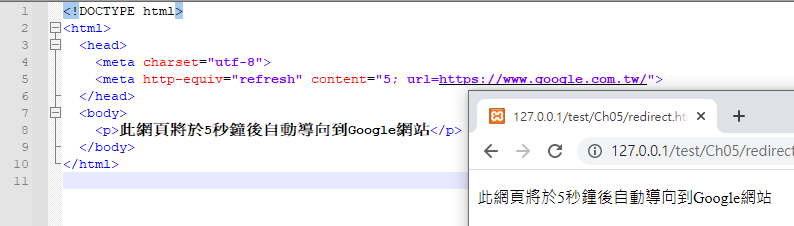 1 <!DOCTYPE html>
2 <html>
3 <head>
4 <meta charset="utf-8">
5 <meta http-equiv="refresh" content="5; url=https://www.google.com.tw/">
6 </head>
7 <body>
8 <p>此網頁將於5秒鐘後自動導向到Google網站</p>
9 </body>
10 </html>
11
127.0.0.1/test/Ch05/redirect.ht
127.0.0.1/test/Ch05/redirect
此網頁將於5秒鐘後自動導向到Google網站